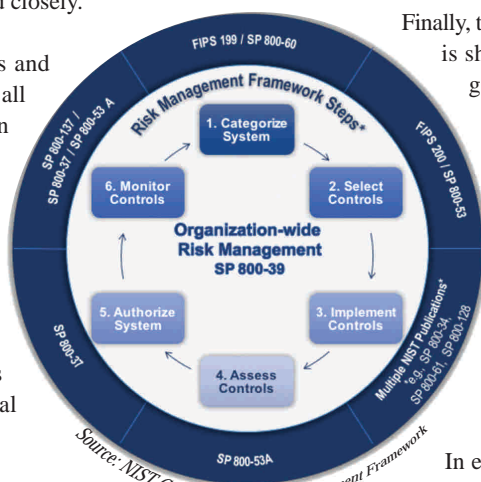 d closely.
s and
all
n
s
al
Finally, t
is sh
g
In e
FIPS 199 / SP 800-60
FIPS 200 / SP 800-53
Multiple NIST Publications*
*e.g., SP 800-34,
SP 800-61, SP 800-128
SP 800-53A
SP 800-37
SP 800-137 /
SP 800-37 / SP 800-53 A
Risk Management Framework Steps*
1. Categorize
System
2. Select
Controls
3. Implement
Controls
4. Assess
Controls
5. Authorize
System
6. Monitor
Controls
Organization-wide
Risk Management
SP 800-39
Source: NIST
ment Framework